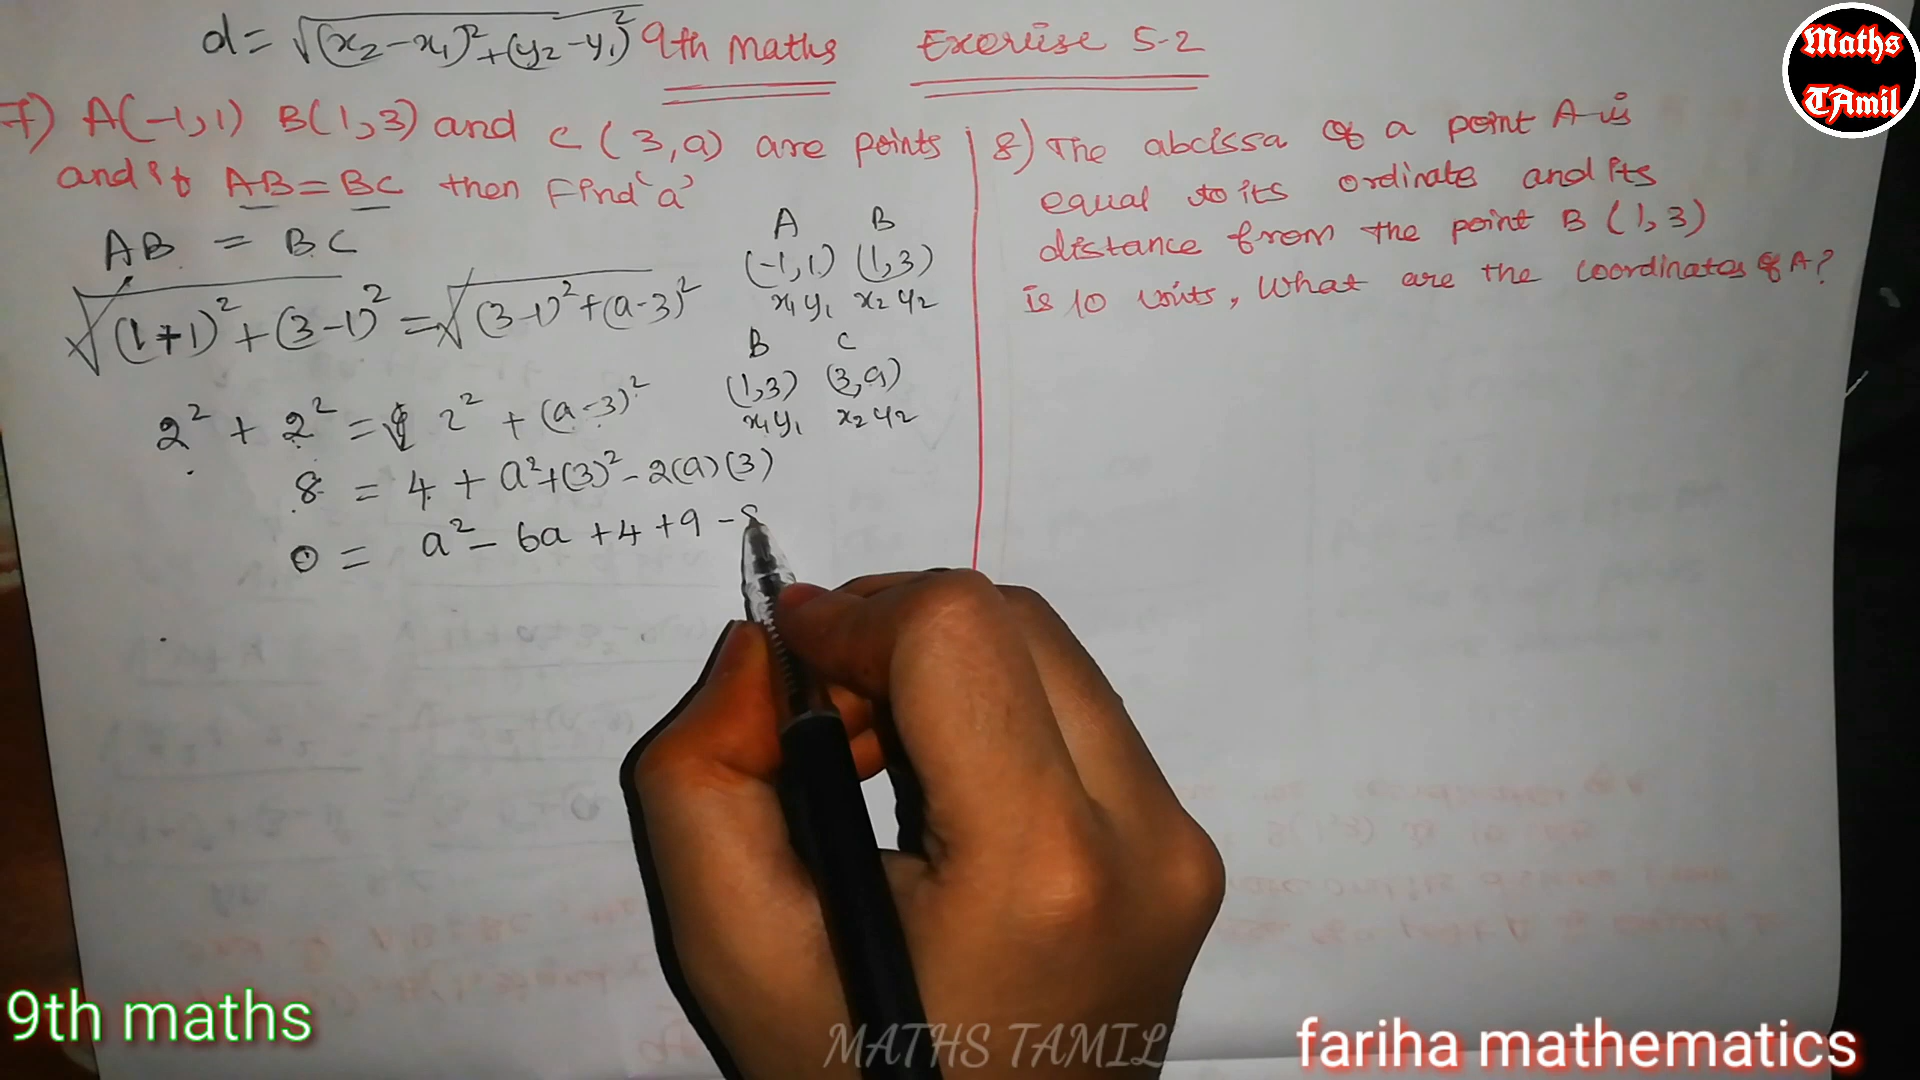 d = √(x₂-x₁)²+(y₂-y₁)² 9th Maths Exercise 5-2
7) A(-1,1) B(1,3) and C (3,a) are points
and if AB=BC then Find 'a'
AB = BC
√(1+1)²+(3-1)² = √(3-1)²+(a-3)²
2² + 2² = 2² + (a-3)²
8 = 4 + a²+(3)²-2(a)(3)
0 = a² - 6a +4 +9 -8
A B
(-1,1) (1,3)
x₁ y₁ x₂ y₂
B C
(1,3) (3,a)
x₁ y₁ x₂ y₂
8) The abcissa of a point A is
equal to its ordinate and its
distance from the point B (1,3)
is 10 units, What are the coordinates of A?
Maths
TAmil
9th maths
MATHS TAMIL
fariha mathematics